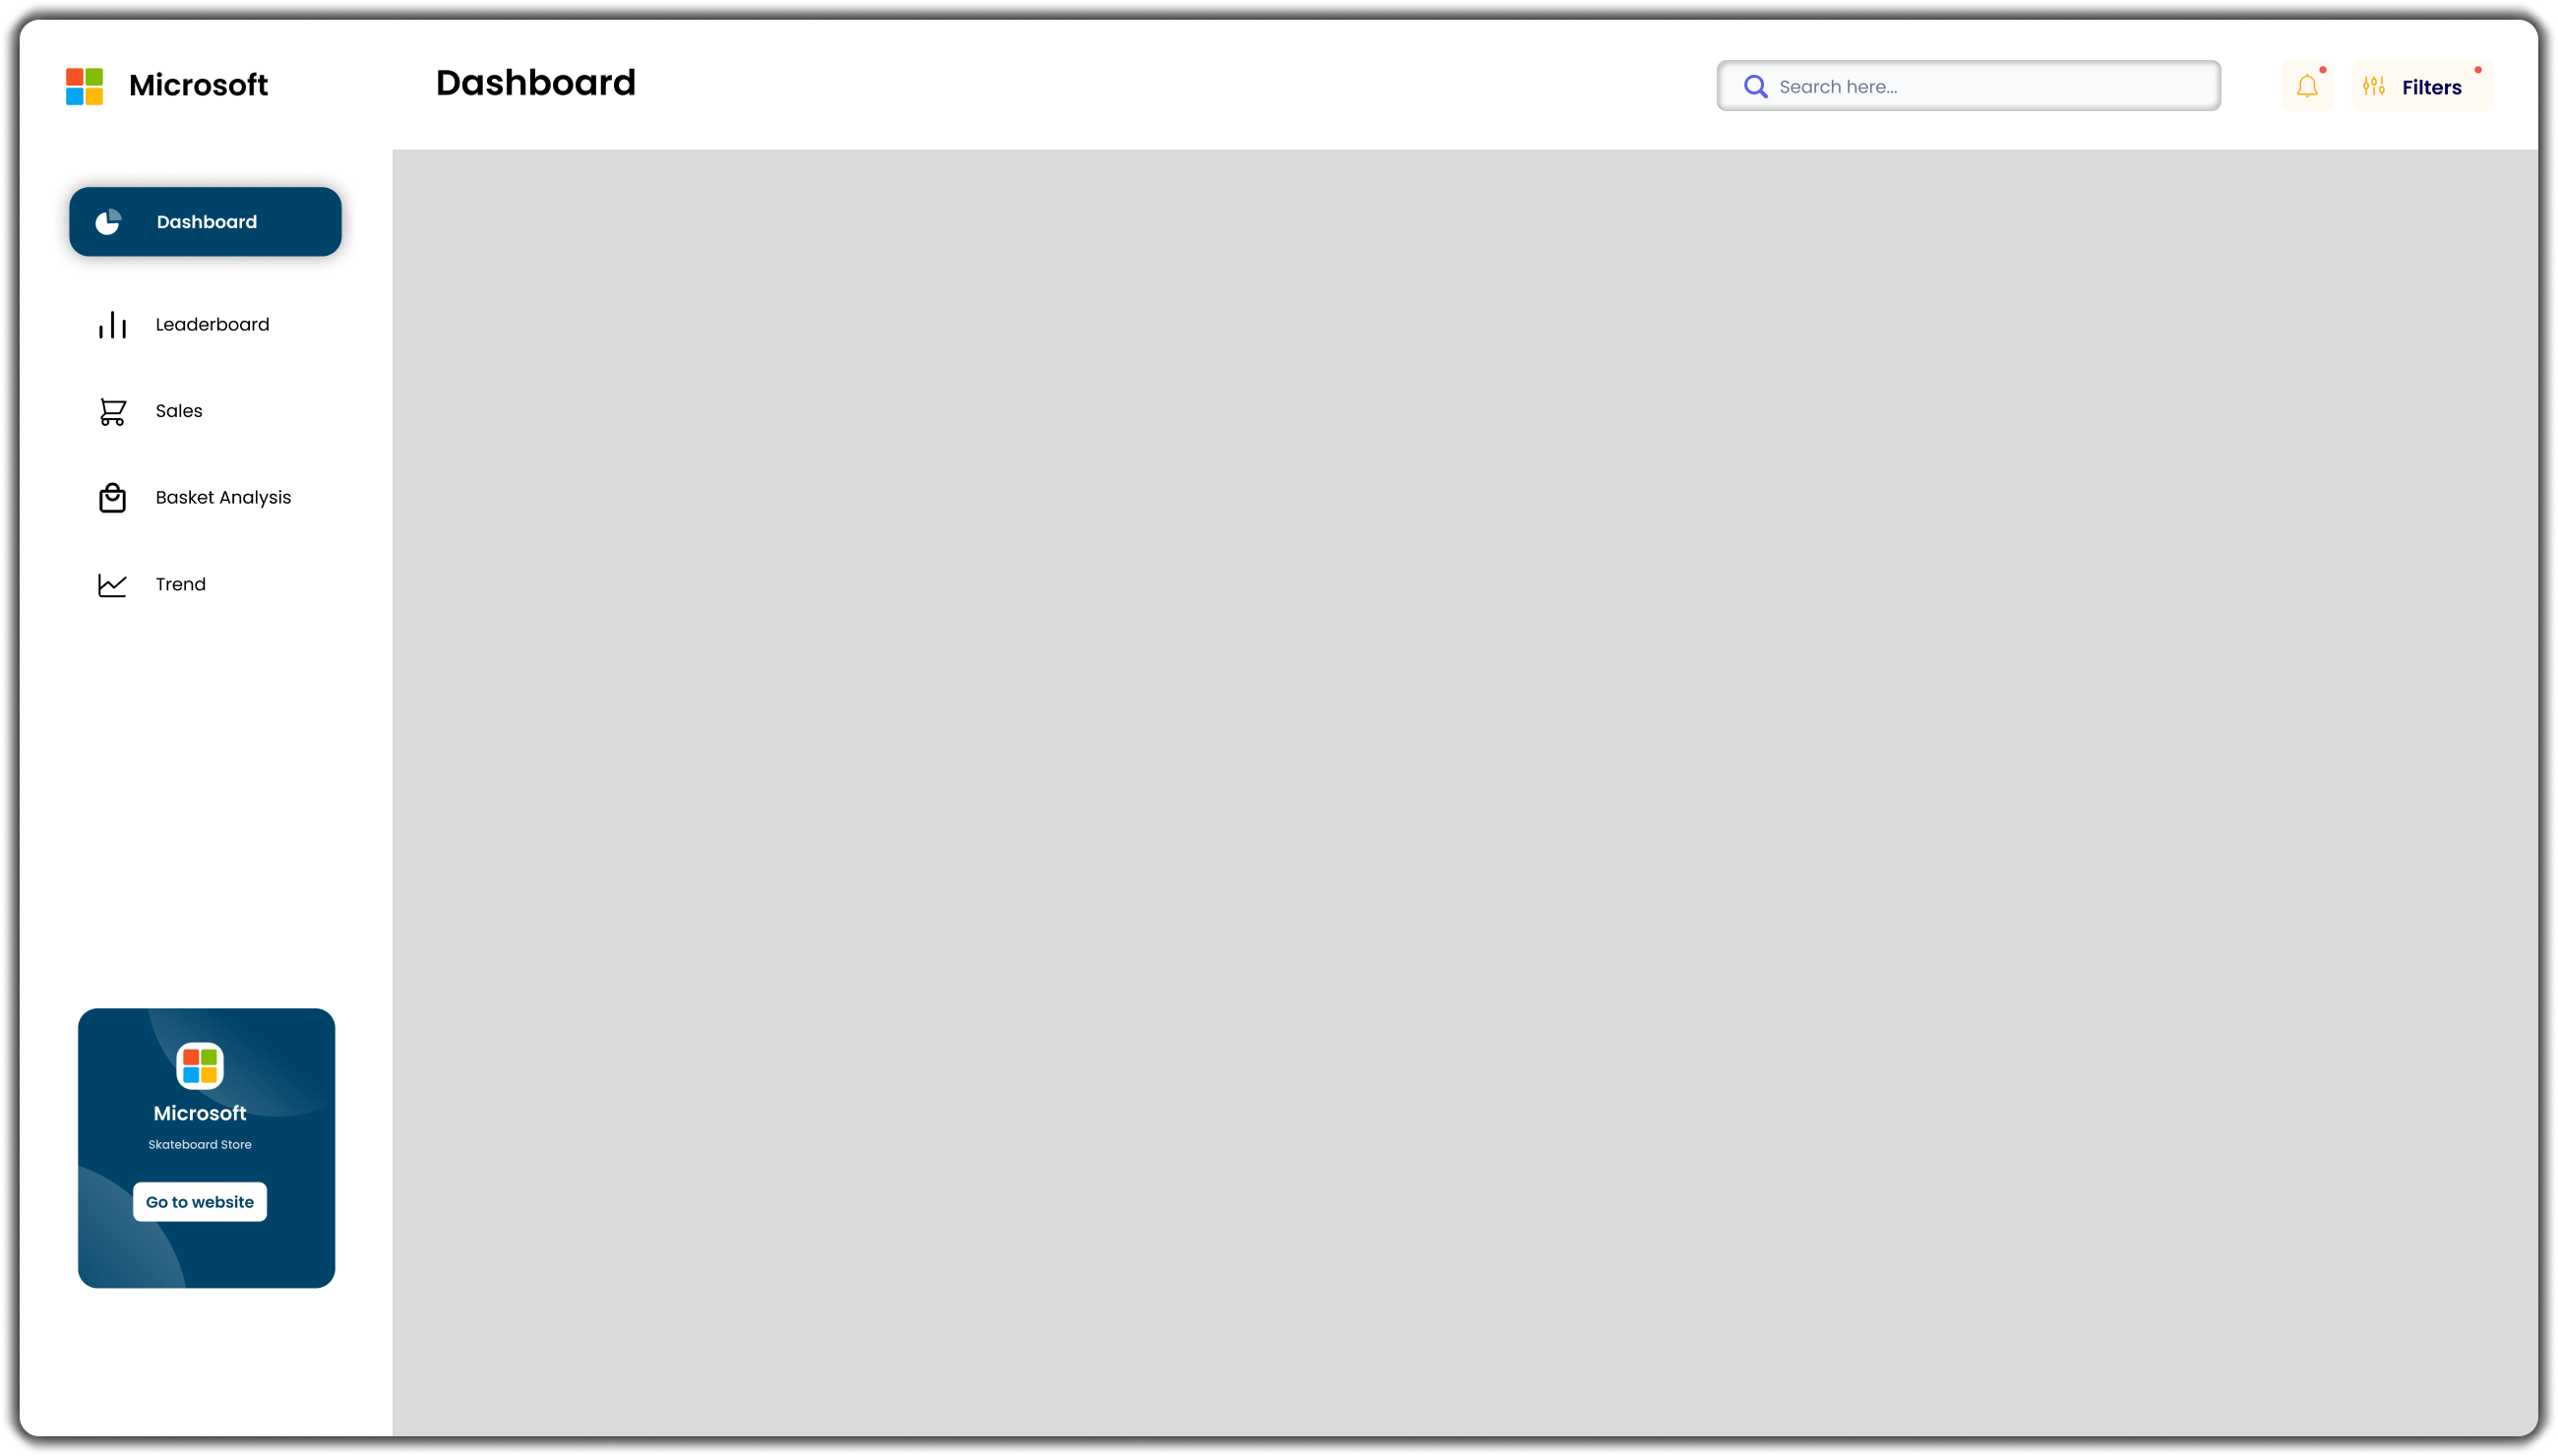 Microsoft
Dashboard
Search here...
Filters
Dashboard
Leaderboard
Sales
Basket Analysis
Trend
Microsoft
Skateboard Store
Go to website